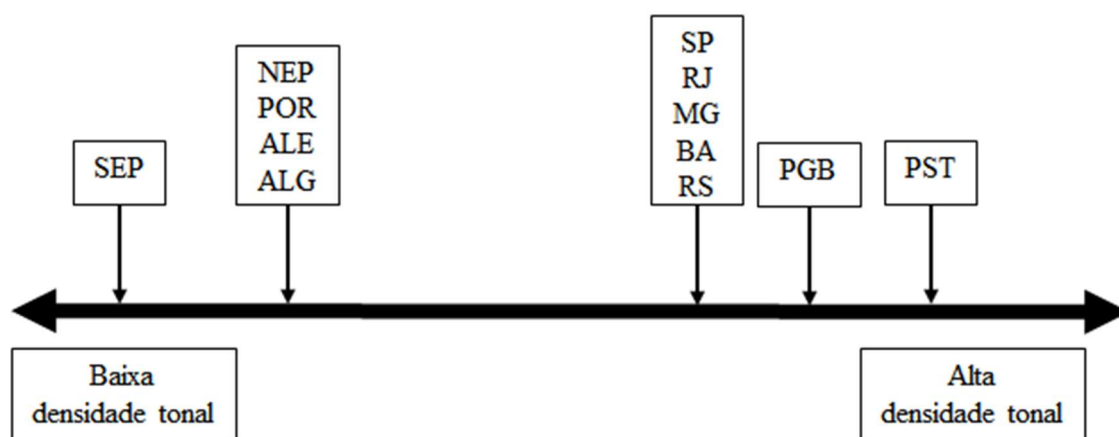 SEP
NEP
POR
ALE
ALG
SP
RJ
MG
BA
RS
PGB
PST
Baixa
densidade tonal
Alta
densidade tonal